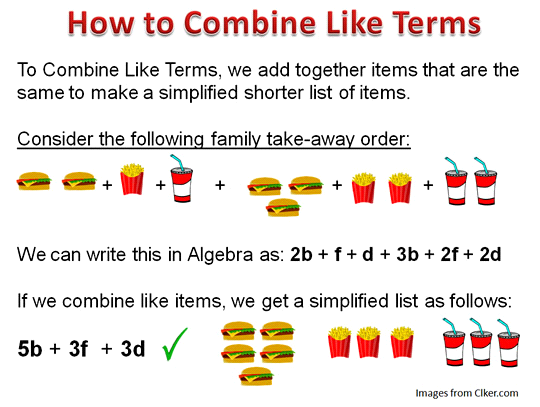 How to Combine Like Terms
To Combine Like Terms, we add together items that are the
same to make a simplified shorter list of items.
Consider the following family take-away order:
+ + + + +
We can write this in Algebra as: 2b + f + d + 3b + 2f + 2d
If we combine like items, we get a simplified list as follows:
5b + 3f + 3d
Images from Clker.com